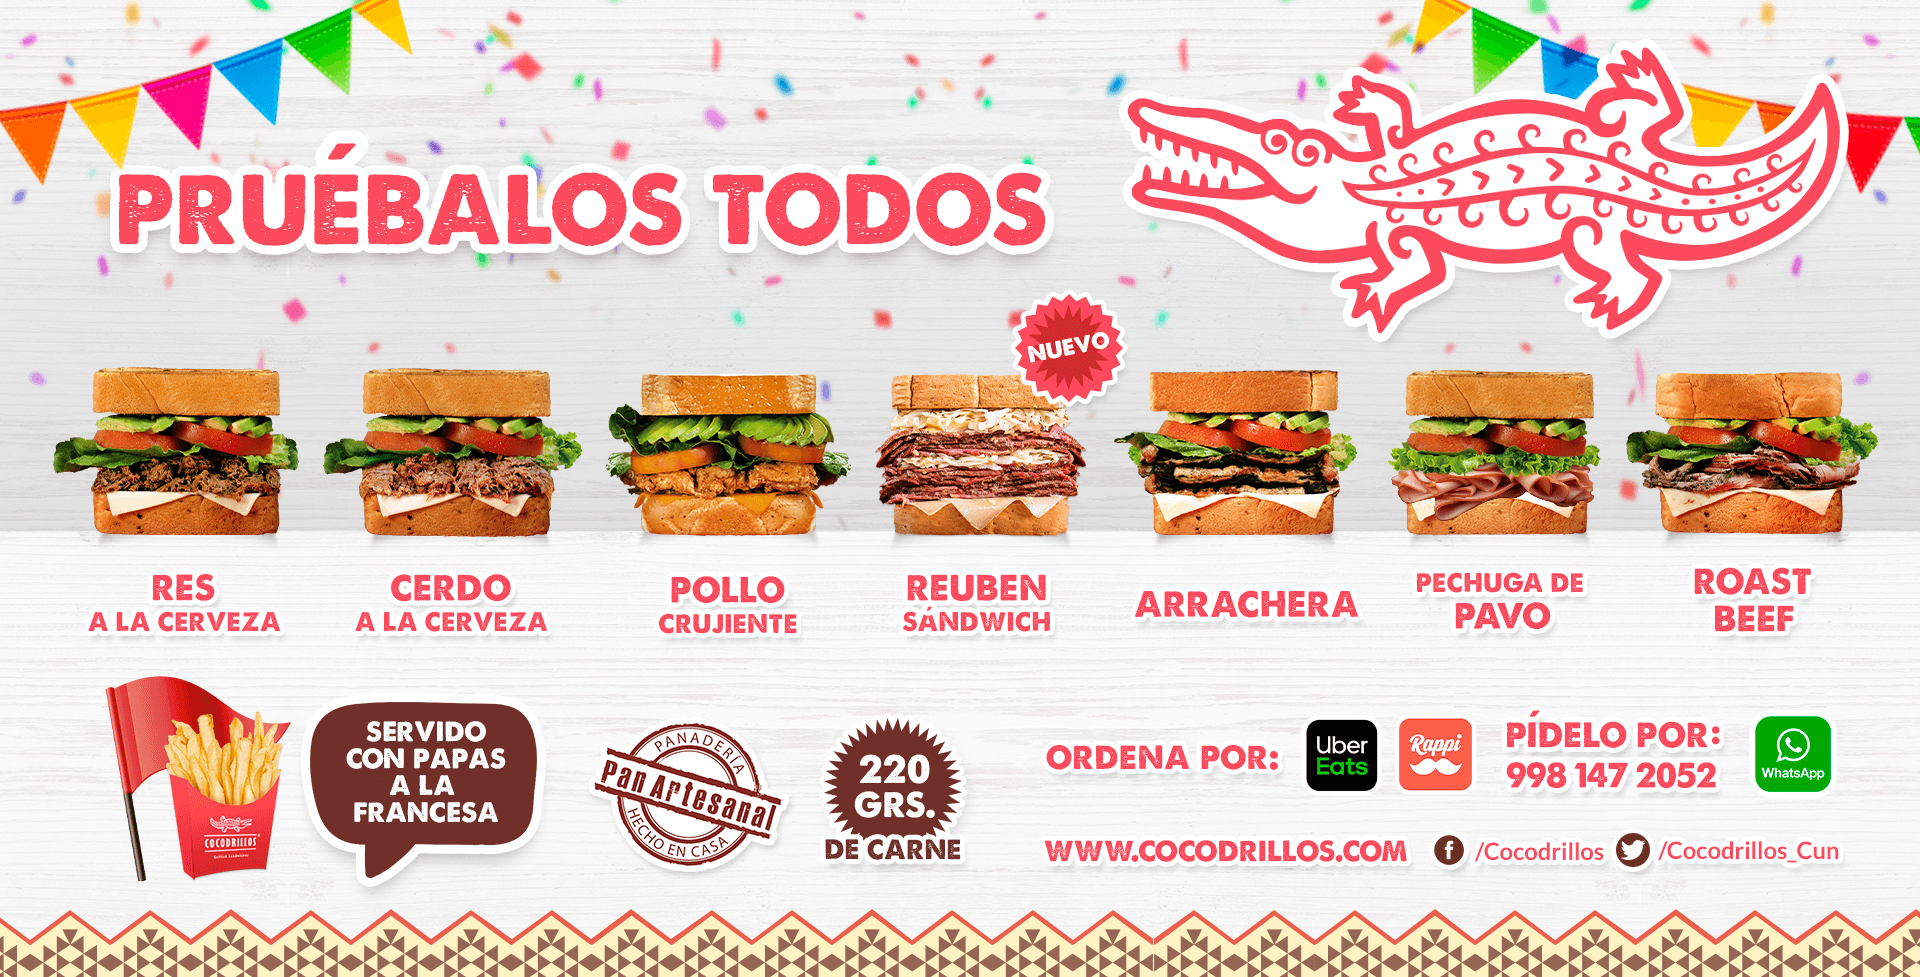 PRUÉBALOS TODOS
NUEVO
RES
A LA CERVEZA
CERDO
A LA CERVEZA
POLLO
CRUJIENTE
REUBEN
SÁNDWICH
ARRACHERA
PECHUGA DE
PAVO
ROAST
BEEF
COCODRILLOS
Grilled Sandwiches
SERVIDO
CON PAPAS
A LA
FRANCESA
PANADERÍA
Pan Artesanal
HECHO EN CASA
220
GRS.
DE CARNE
ORDENA POR:
Uber
Eats
Rappi
PÍDELO POR:
998 147 2052
WhatsApp
WWW.COCODRILLOS.COM
/Cocodrillos
/Cocodrillos_Cun